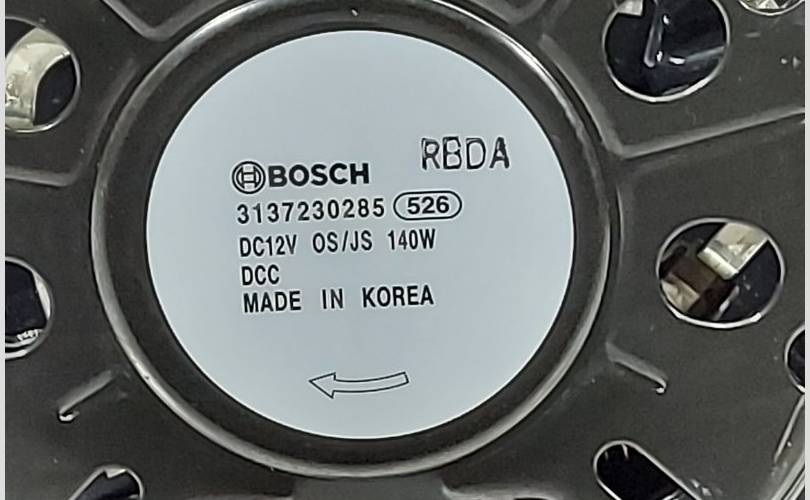 RBDA
BOSCH
3137230285 526
DC12V OS/JS 140W
DCC
MADE IN KOREA